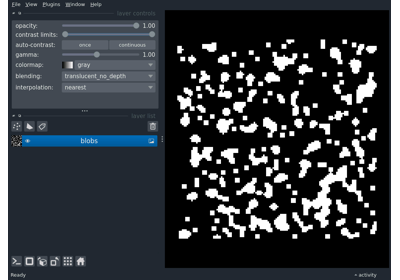 File View Plugins Window Help
layer controls
opacity: 1.00
contrast limits:
auto-contrast: once continuous
gamma: 1.00
colormap: gray
blending: translucent_no_depth
interpolation: nearest
layer list
blobs
Ready
activity